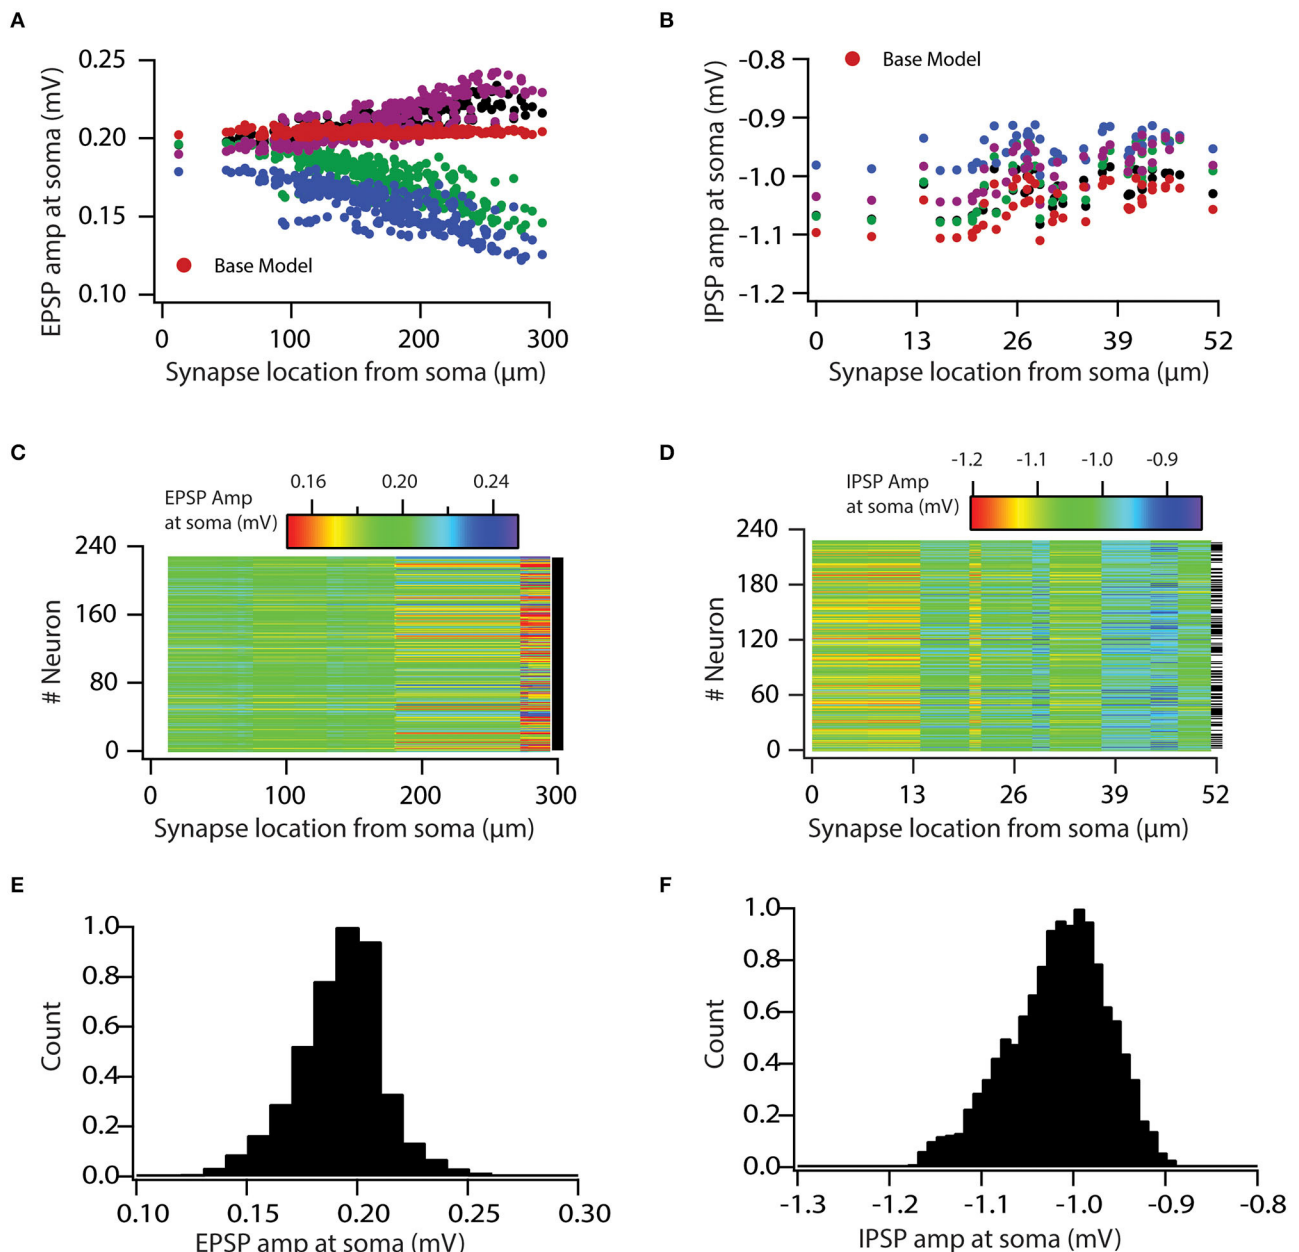 A
0.25
0.20
0.15
0.10
EPSP amp at soma (mV)
Base Model
0
100
200
300
Synapse location from soma (μm)
B
-0.8
-0.9
-1.0
-1.1
-1.2
IPSP amp at soma (mV)
Base Model
0
13
26
39
52
Synapse location from soma (μm)
C
EPSP Amp
at soma (mV)
0.16
0.20
0.24
240
160
80
0
# Neuron
0
100
200
300
Synapse location from soma (μm)
D
IPSP Amp
at soma (mV)
-1.2
-1.1
-1.0
-0.9
240
180
120
60
0
# Neuron
0
13
26
39
52
Synapse location from soma (μm)
E
1.0
0.8
0.6
0.4
0.2
0.0
Count
0.10
0.15
0.20
0.25
0.30
EPSP amp at soma (mV)
F
1.0
0.8
0.6
0.4
0.2
0.0
Count
-1.3
-1.2
-1.1
-1.0
-0.9
-0.8
IPSP amp at soma (mV)